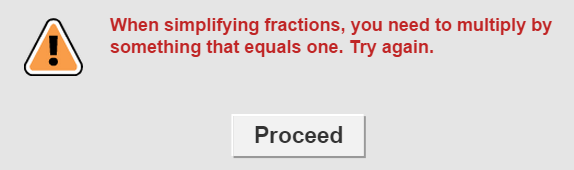 When simplifying fractions, you need to multiply by
something that equals one. Try again.
Proceed